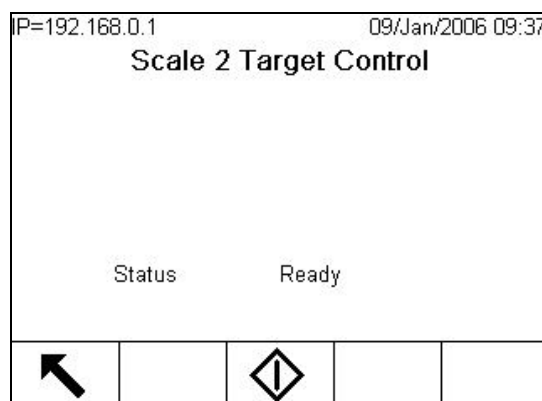 IP=192.168.0.1 09/Jan/2006 09:37
Scale 2 Target Control
Status Ready